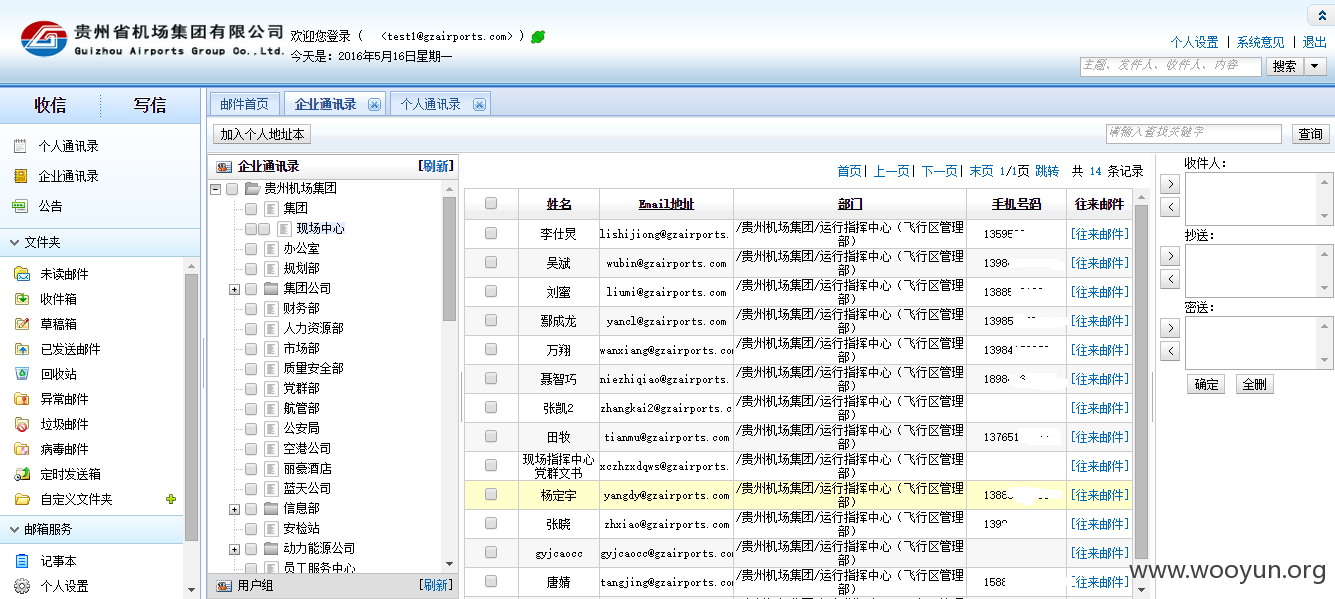 贵州省机场集团有限公司
Guizhou Airports Group Co.,Ltd.
欢迎您登录 ( <test1@gzairports.com> )
今天是：2016年5月16日星期一
个人设置 | 系统意见 | 退出
主题、发件人、收件人、内容
搜索
收信 写信
个人通讯录
企业通讯录
公告
文件夹
未读邮件
收件箱
草稿箱
已发送邮件
回收站
异常邮件
垃圾邮件
病毒邮件
定时发送箱
自定义文件夹
邮箱服务
记事本
个人设置
邮件首页 企业通讯录 个人通讯录
加入个人地址本
请输入查找关键字
查询
企业通讯录 [刷新]
贵州机场集团
集团
现场中心
办公室
规划部
集团公司
财务部
人力资源部
市场部
质量安全部
党群部
航管部
公安局
空港公司
丽豪酒店
蓝天公司
信息部
安检站
动力能源公司
员工服务中心
用户组 [刷新]
首页| 上一页| 下一页| 末页 1/1页 跳转 共 14 条记录
姓名 Email地址 部门 手机号码 往来邮件
李仕炅 lishijiong@gzairports. /贵州机场集团/运行指挥中心（飞行区管理部） 13595 [往来邮件]
吴斌 wubin@gzairports.com /贵州机场集团/运行指挥中心（飞行区管理部） 1398 [往来邮件]
刘蜜 liumi@gzairports.com /贵州机场集团/运行指挥中心（飞行区管理部） 13885 [往来邮件]
鄢成龙 yancl@gzairports.com /贵州机场集团/运行指挥中心（飞行区管理部） 13985 [往来邮件]
万翔 wanxiang@gzairports.co /贵州机场集团/运行指挥中心（飞行区管理部） 13984 [往来邮件]
聂智巧 niezhiqiao@gzairports. /贵州机场集团/运行指挥中心（飞行区管理部） 1898 [往来邮件]
张凯2 zhangkai2@gzairports.c /贵州机场集团/运行指挥中心（飞行区管理部） [往来邮件]
田牧 tianmu@gzairports.com /贵州机场集团/运行指挥中心（飞行区管理部） 137651 [往来邮件]
现场指挥中心党群文书 xczhzxdqws@gzairports. /贵州机场集团/运行指挥中心（飞行区管理部） [往来邮件]
杨定宇 yangdy@gzairports.com /贵州机场集团/运行指挥中心（飞行区管理部） 1388 [往来邮件]
张晓 zhxiao@gzairports.com /贵州机场集团/运行指挥中心（飞行区管理部） 139 [往来邮件]
gyjcaocc gyjcaocc@gzairports.co /贵州机场集团/运行指挥中心（飞行区管理部） [往来邮件]
唐婧 tangjing@gzairports.co /贵州机场集团/运行指挥中心（飞行区管理部） 1588 [往来邮件]
收件人：
抄送：
密送：
确定 全删
www.wooyun.org